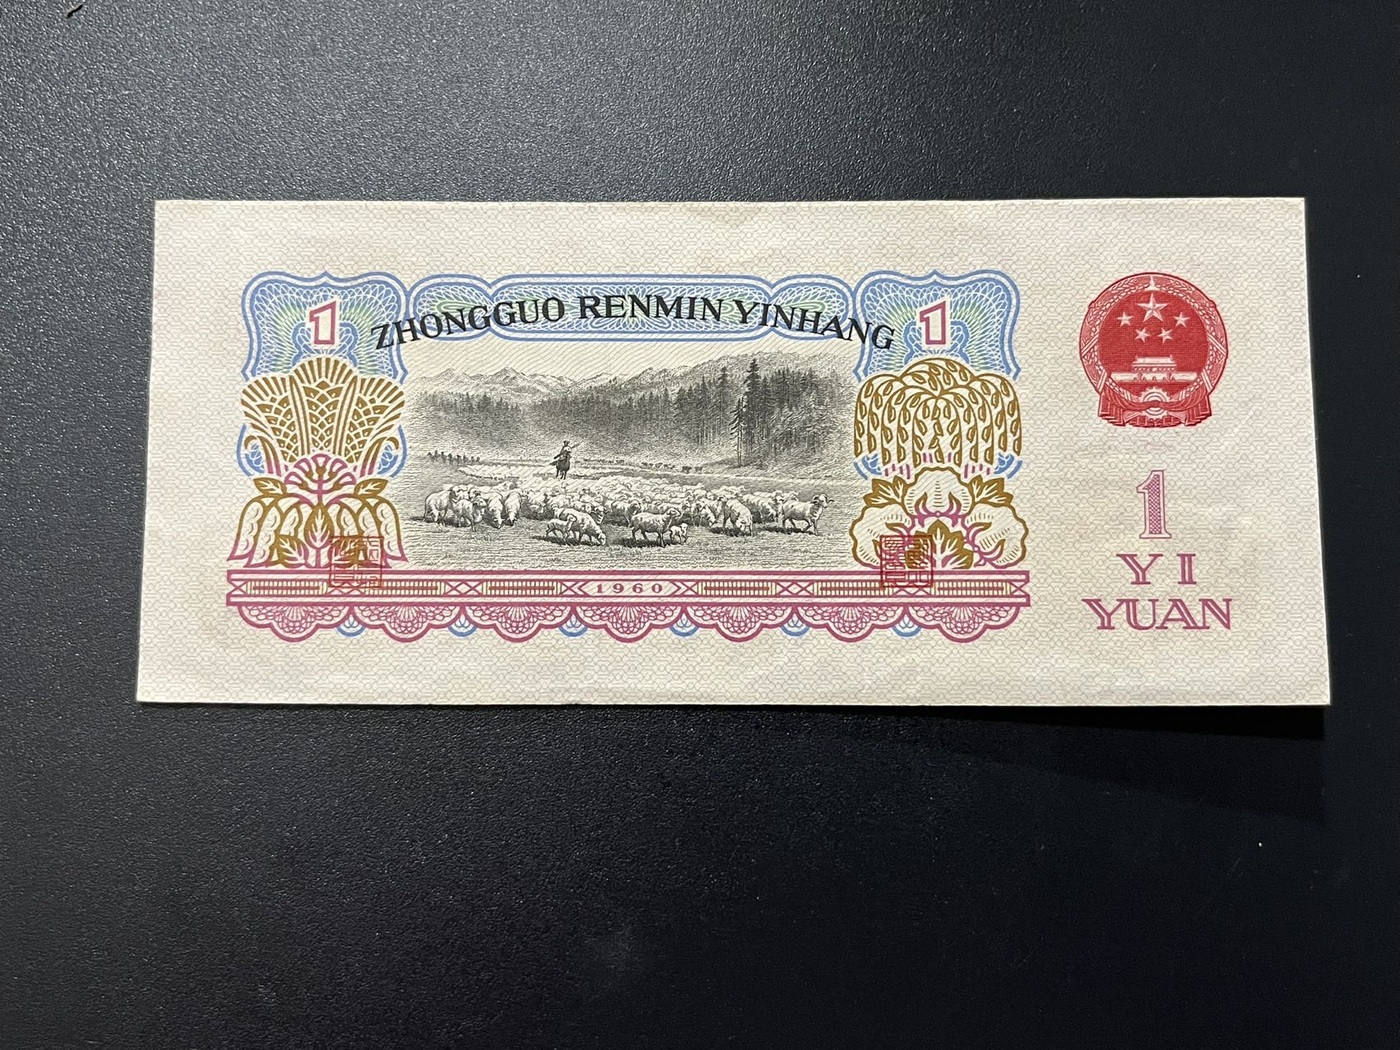 1
ZHONGGUO RENMIN YINHANG
1
1960
1
YI
YUAN